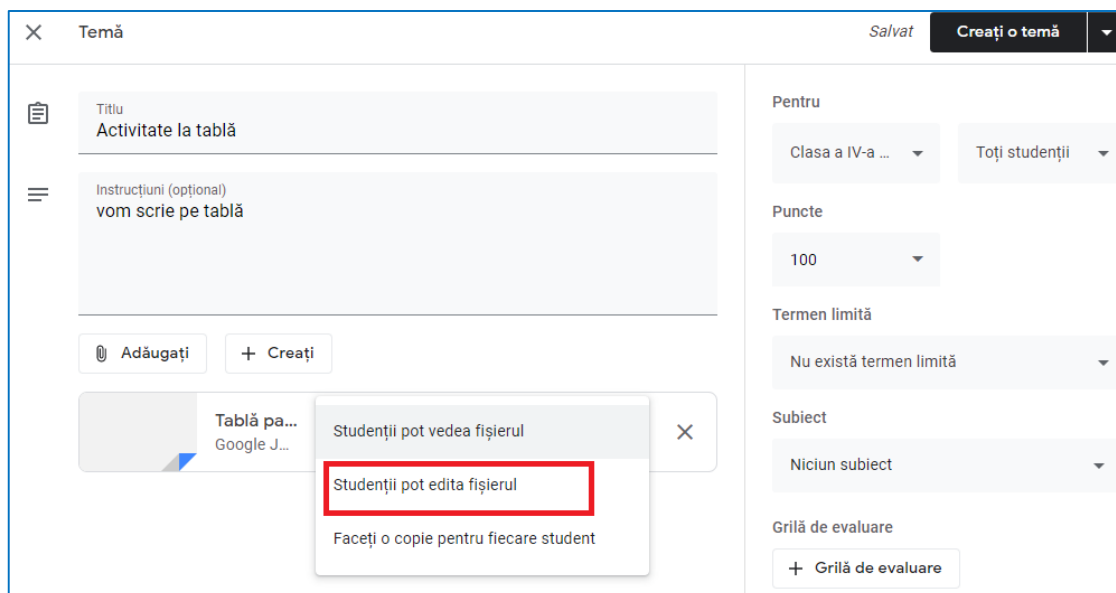 Temă
Salvat
Creați o temă
Titlu
Activitate la tablă
Instrucțiuni (opțional)
vom scrie pe tablă
Adăugați
+ Creați
Tablă pa...
Google J...
Studenții pot vedea fișierul
Studenții pot edita fișierul
Faceți o copie pentru fiecare student
Pentru
Clasa a IV-a ...
Toți studenții
Puncte
100
Termen limită
Nu există termen limită
Subiect
Niciun subiect
Grilă de evaluare
+ Grilă de evaluare